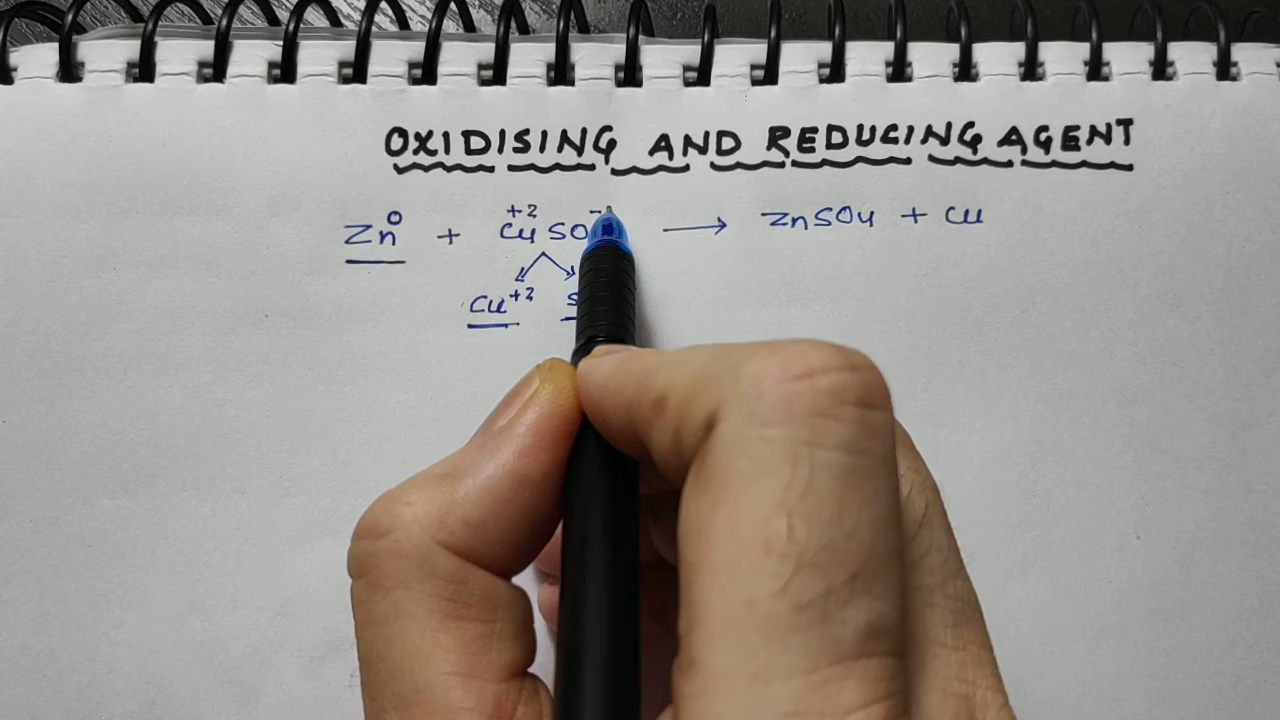 OXIDISING AND REDUCING AGENT
Zn⁰ + Cu⁺² SO⁻ → ZnSO4 + Cu
Cu⁺² S